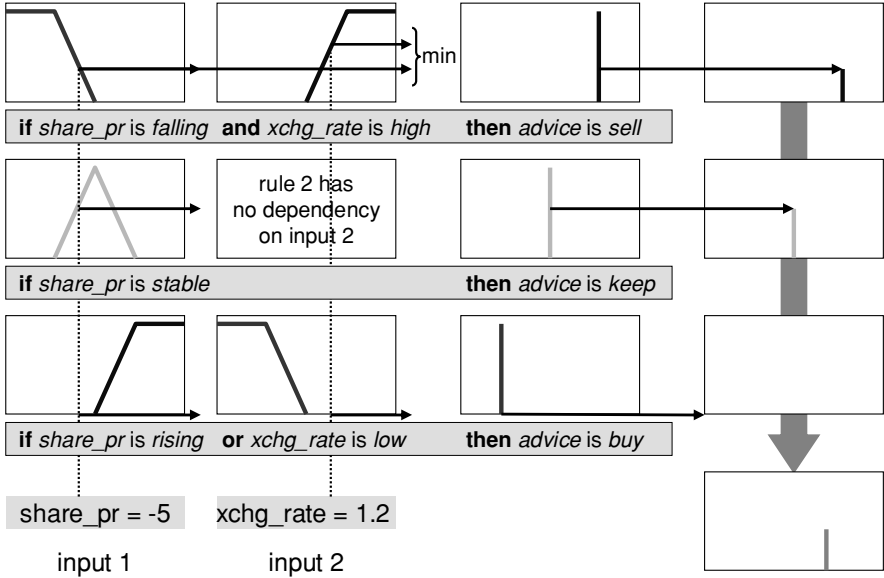 min
if share_pr is falling and xchg_rate is high then advice is sell
rule 2 has
no dependency
on input 2
if share_pr is stable then advice is keep
if share_pr is rising or xchg_rate is low then advice is buy
share_pr = -5 xchg_rate = 1.2
input 1 input 2